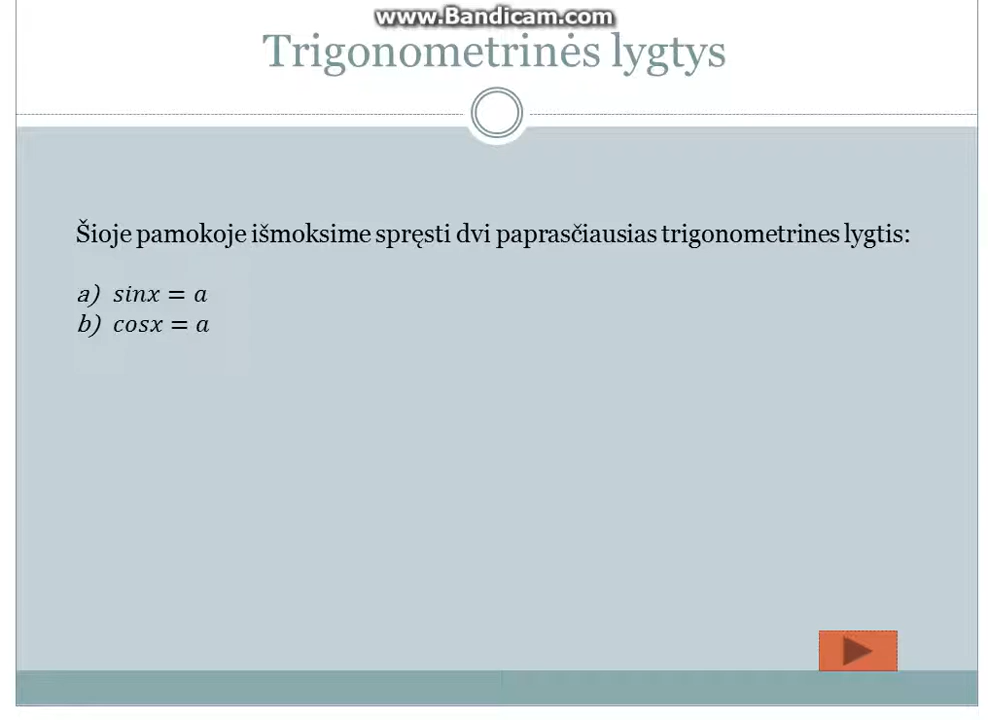 www.Bandicam.com
Trigonometrinės lygtys
Šioje pamokoje išmoksime spręsti dvi paprasčiausias trigonometrines lygtis:
a) sinx = a
b) cosx = a